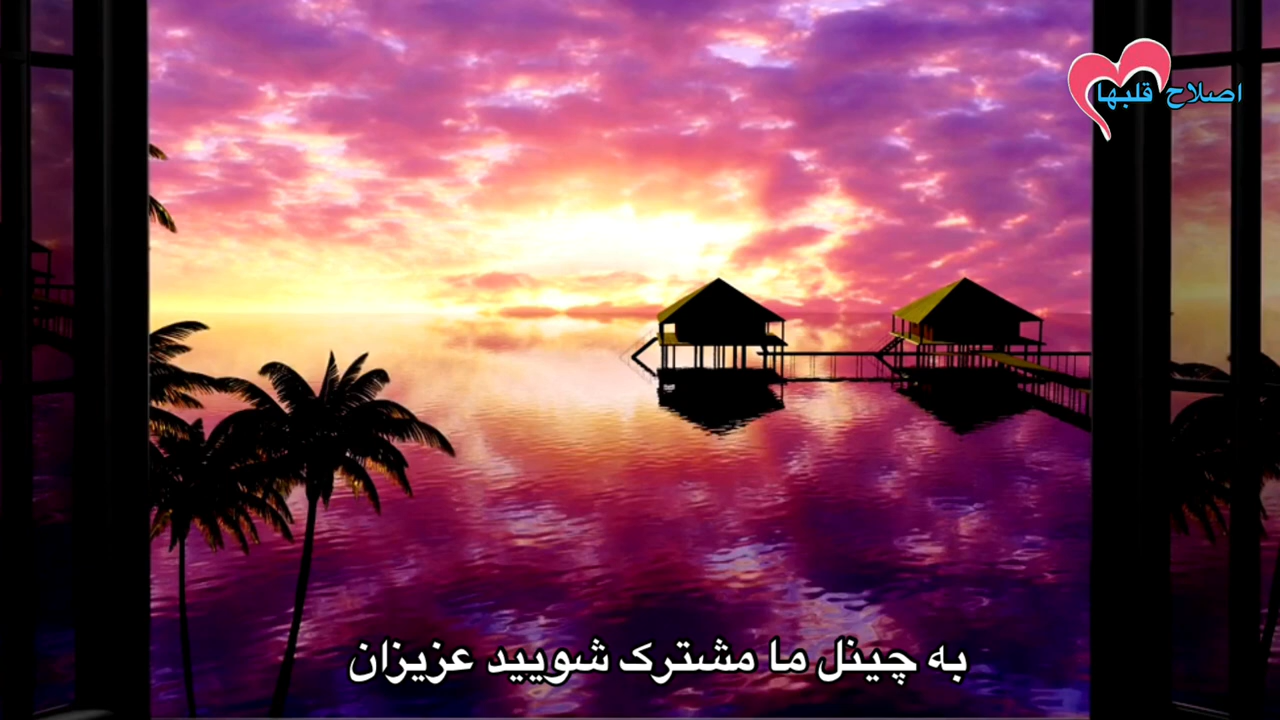 اصلاح قلبها
به چینل ما مشترک شویید عزیزان